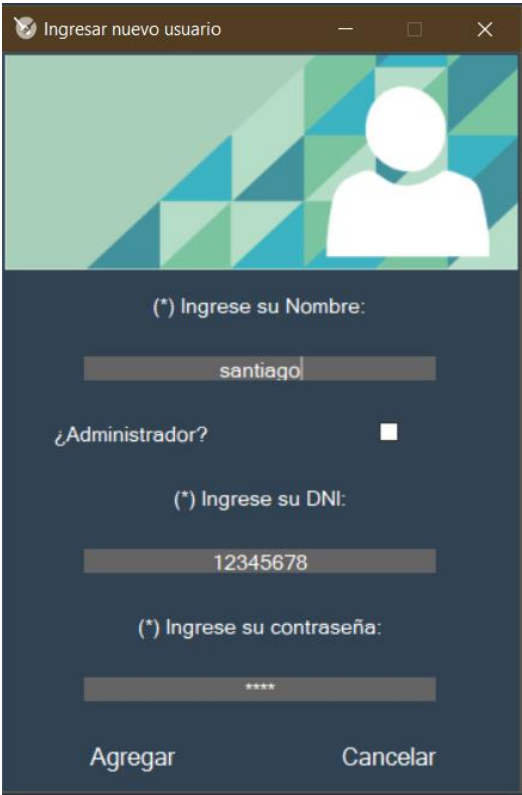 Ingresar nuevo usuario
(*) Ingrese su Nombre:
santiago
¿Administrador?
(*) Ingrese su DNI:
12345678
(*) Ingrese su contraseña:
****
Agregar Cancelar